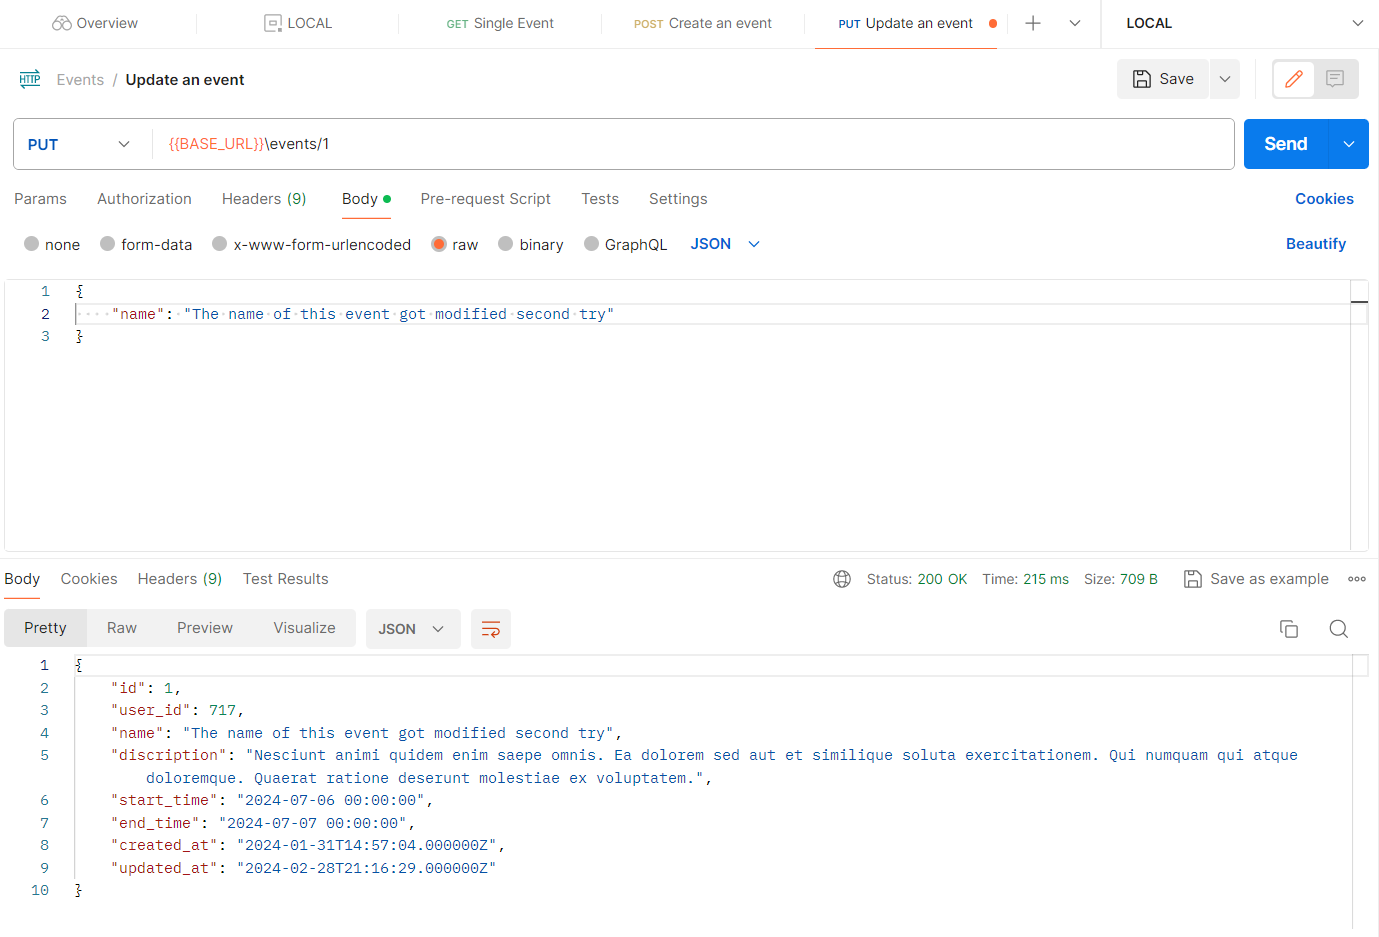 Overview LOCAL GET Single Event POST Create an event PUT Update an event LOCAL
HTTP Events / Update an event Save
PUT {{BASE_URL}}\events/1 Send
Params Authorization Headers (9) Body Pre-request Script Tests Settings Cookies
none form-data x-www-form-urlencoded raw binary GraphQL JSON Beautify
1 {
2 "name": "The name of this event got modified second try"
3 }
Body Cookies Headers (9) Test Results Status: 200 OK Time: 215 ms Size: 709 B Save as example
Pretty Raw Preview Visualize JSON
1 {
2 "id": 1,
3 "user_id": 717,
4 "name": "The name of this event got modified second try",
5 "discription": "Nesciunt animi quidem enim saepe omnis. Ea dolorem sed aut et similique soluta exercitationem. Qui numquam qui atque
doloremque. Quaerat ratione deserunt molestiae ex voluptatem.",
6 "start_time": "2024-07-06 00:00:00",
7 "end_time": "2024-07-07 00:00:00",
8 "created_at": "2024-01-31T14:57:04.000000Z",
9 "updated_at": "2024-02-28T21:16:29.000000Z"
10 }